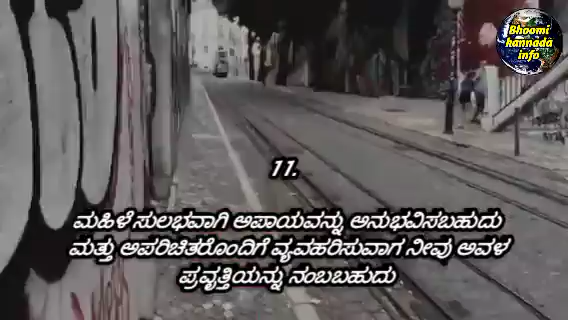 Bhoomi
kannada
info
11.
ಮಹಿಳೆ ಸುಲಭವಾಗಿ ಅಪಾಯವನ್ನು ಅನುಭವಿಸಬಹುದು
ಮತ್ತು ಅಪರಿಚಿತರೊಂದಿಗೆ ವ್ಯವಹರಿಸುವಾಗ ನೀವು ಅವಳ
ಪ್ರವೃತ್ತಿಯನ್ನು ನಂಬಬಹುದು